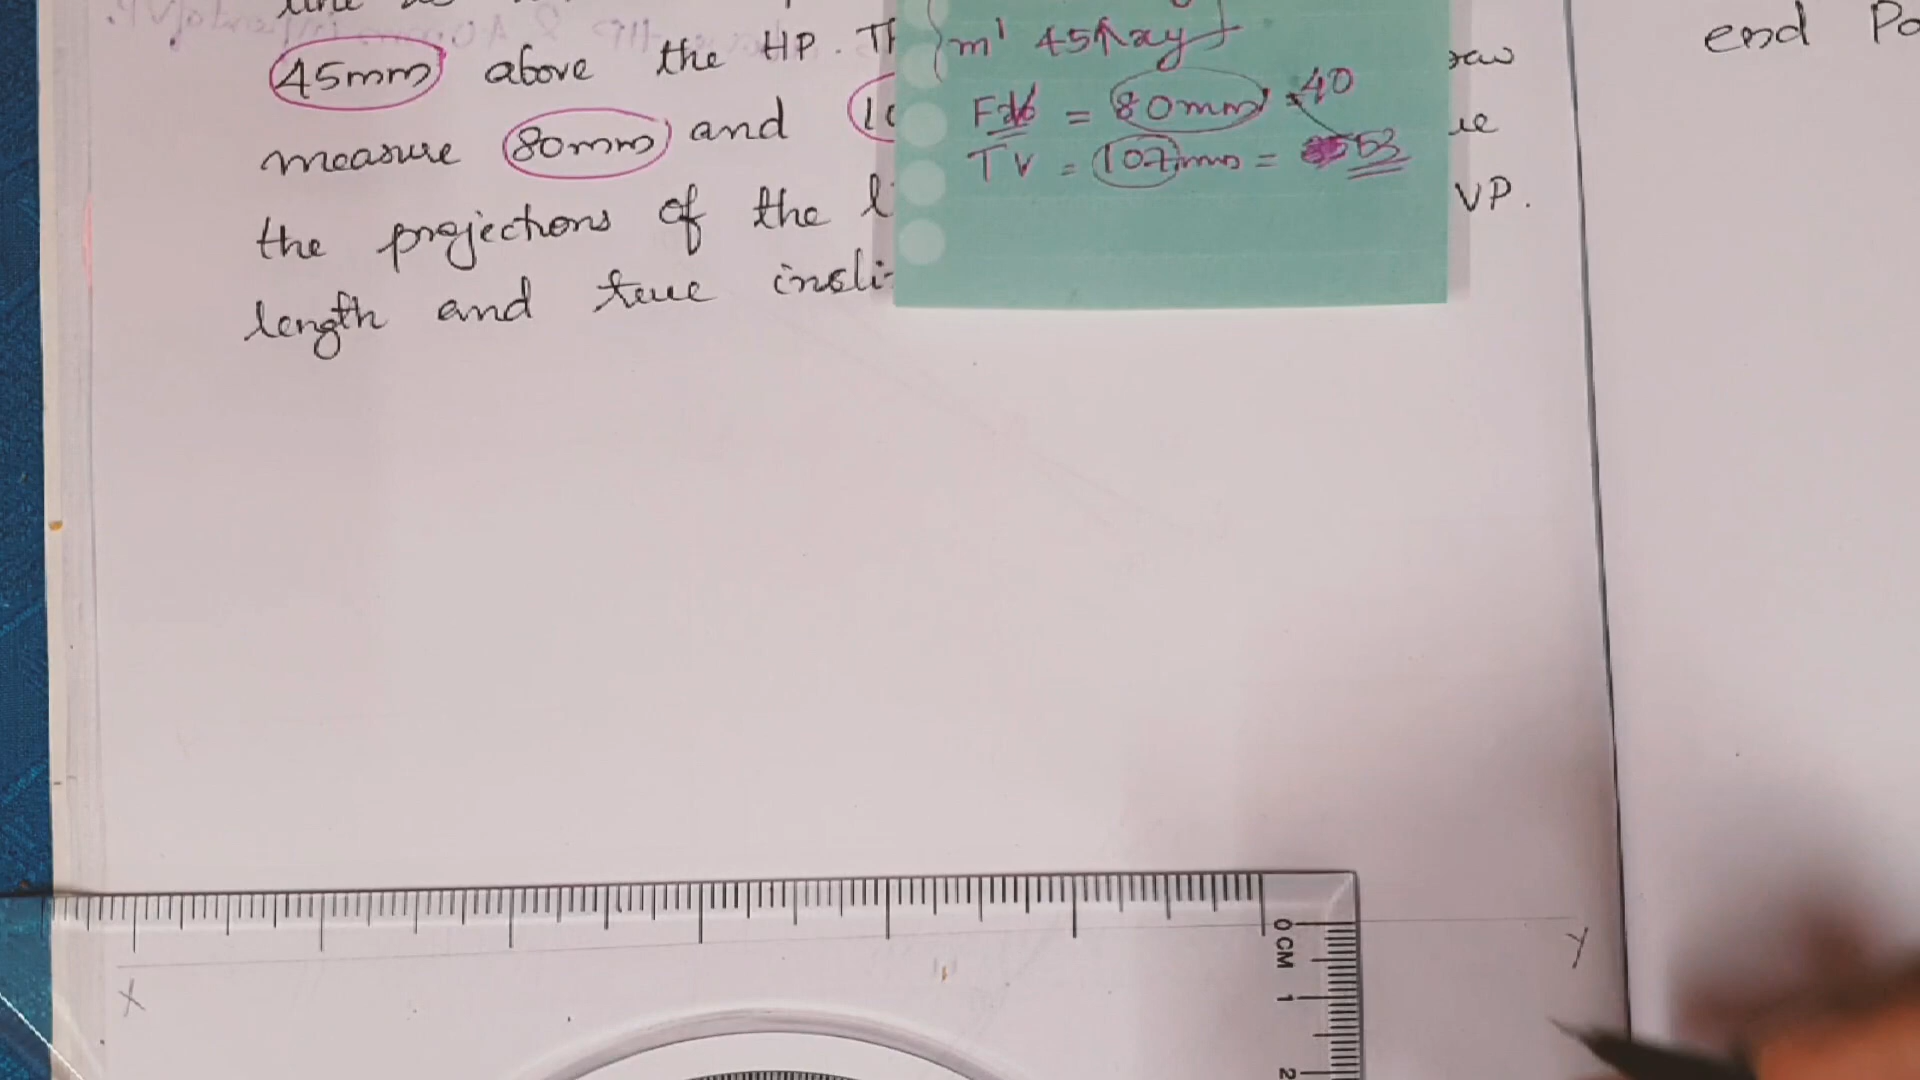 45mm above the HP. Th
measure 80mm and 10
the projections of the l
length and true incli
m' 45↑xy
= 80mm 40
TV = 107mm = 53
VP.
end Po
X
Y
0 CM
1
2